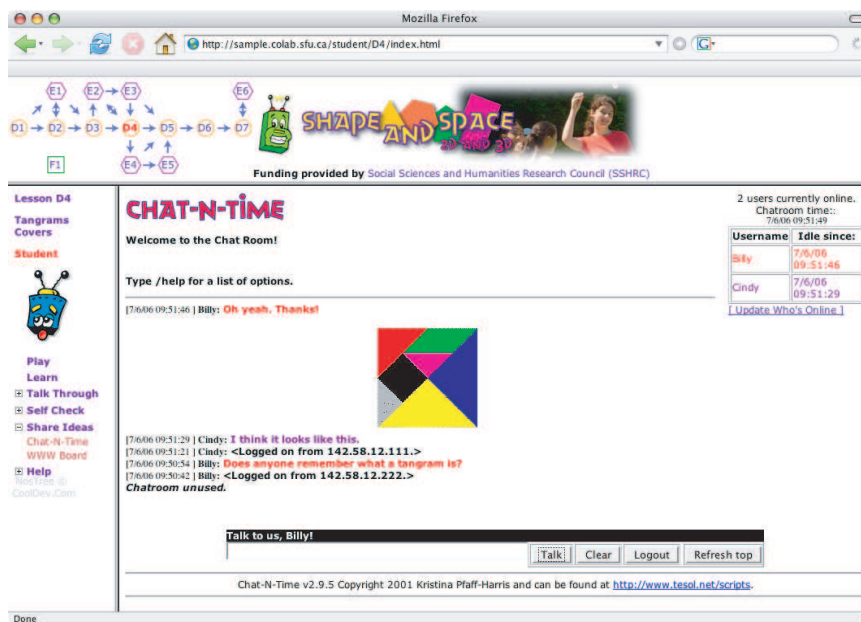 Mozilla Firefox
http://sample.colab.sfu.ca/student/D4/index.html
G
E1 E2 E3 E6
D1 D2 D3 D4 D5 D6 D7
F1 E4 E5
SHAPE AND SPACE
2D AND 3D
Funding provided by Social Sciences and Humanities Research Council (SSHRC)
Lesson D4
Tangrams
Covers
Student
Play
Learn
Talk Through
Self Check
Share Ideas
Chat-N-Time
WWW Board
Help
NosTree ©
CoolDev.Com
CHAT-N-TiME
Welcome to the Chat Room!
Type /help for a list of options.
[7/6/06 09:51:46 ] Billy: Oh yeah. Thanks!
[7/6/06 09:51:29 ] Cindy: I think it looks like this.
[7/6/06 09:51:21 ] Cindy: <Logged on from 142.58.12.111.>
[7/6/06 09:50:54 ] Billy: Does anyone remember what a tangram is?
[7/6/06 09:50:42 ] Billy: <Logged on from 142.58.12.222.>
Chatroom unused.
2 users currently online.
Chatroom time::
7/6/06 09:51:49
Username Idle since:
Billy 7/6/06
09:51:46
Cindy 7/6/06
09:51:29
[ Update Who's Online ]
Talk to us, Billy!
Talk Clear Logout Refresh top
Chat-N-Time v2.9.5 Copyright 2001 Kristina Pfaff-Harris and can be found at http://www.tesol.net/scripts.
Done